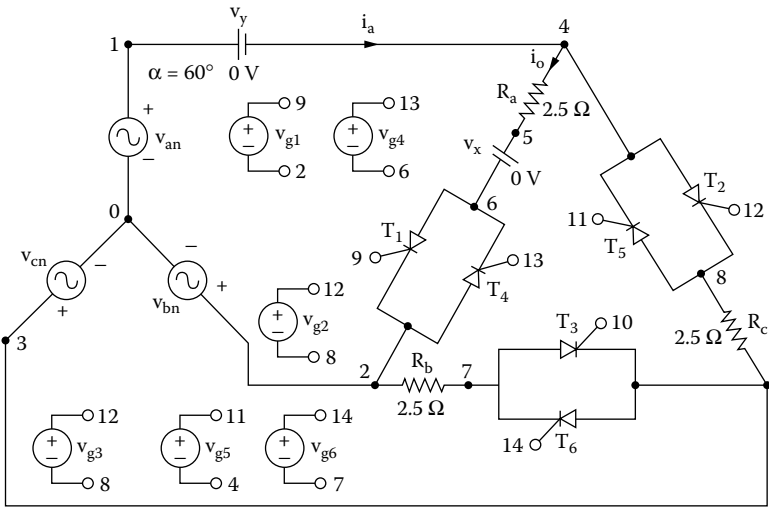 v_y
i_a
4
1
α = 60° 0 V
i_o
R_a
2.5 Ω
+
v_an
−
9
v_g1
2
+
−
13
v_g4
6
+
−
5
v_x
0 V
T_2
12
0
6
T_1
11
T_5
9
13
T_4
8
v_cn
−
+
−
v_bn
+
12
v_g2
8
+
−
3
T_3
10
2.5 Ω
R_c
2
R_b
7
2.5 Ω
14
T_6
12
v_g3
8
+
−
11
v_g5
4
+
−
14
v_g6
7
+
−